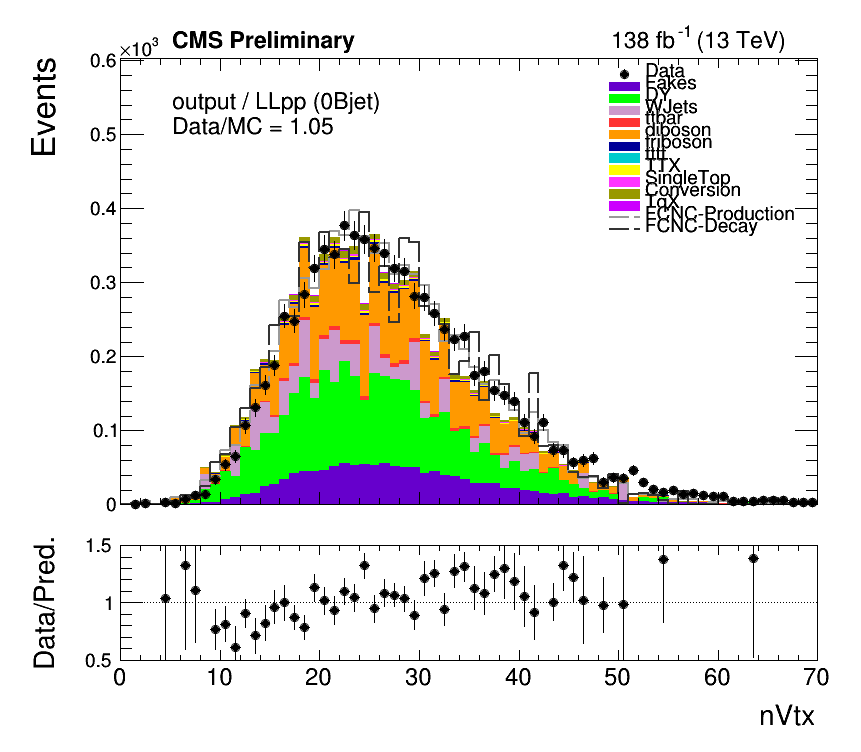 CMS Preliminary
138 fb⁻¹ (13 TeV)
×10³
0.6
0.5
0.4
0.3
0.2
0.1
0
Events
output / LLpp (0Bjet)
Data/MC = 1.05
Data
Fakes
DY
WJets
ttbar
diboson
triboson
tttt
TTX
SingleTop
Conversion
TqX
FCNC-Production
FCNC-Decay
1.5
1
0.5
Data/Pred.
0 10 20 30 40 50 60 70
nVtx